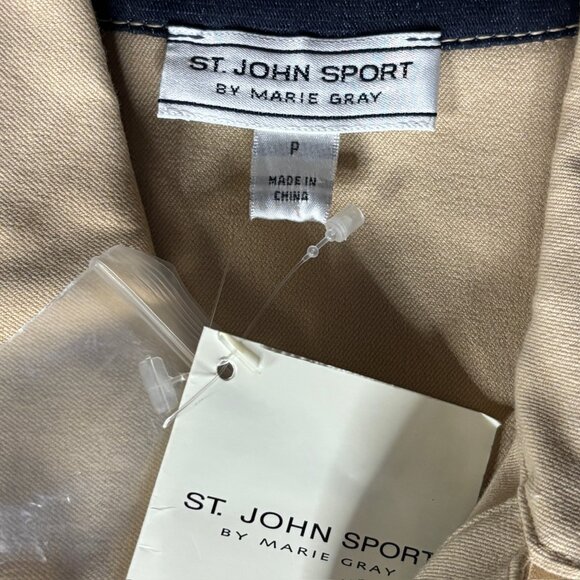 ST. JOHN SPORT
BY MARIE GRAY
P
MADE IN
CHINA
ST. JOHN SPORT
BY MARIE GRAY